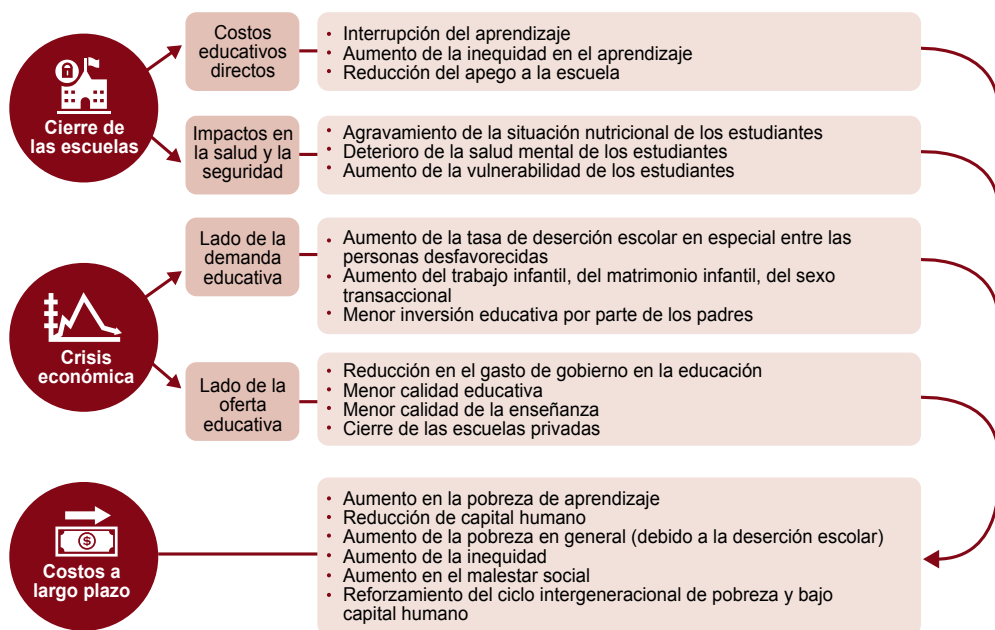 Cierre de
las escuelas
Costos
educativos
directos
• Interrupción del aprendizaje
• Aumento de la inequidad en el aprendizaje
• Reducción del apego a la escuela
Impactos en
la salud y la
seguridad
• Agravamiento de la situación nutricional de los estudiantes
• Deterioro de la salud mental de los estudiantes
• Aumento de la vulnerabilidad de los estudiantes
Crisis
económica
Lado de la
demanda
educativa
• Aumento de la tasa de deserción escolar en especial entre las
personas desfavorecidas
• Aumento del trabajo infantil, del matrimonio infantil, del sexo
transaccional
• Menor inversión educativa por parte de los padres
Lado de la
oferta
educativa
• Reducción en el gasto de gobierno en la educación
• Menor calidad educativa
• Menor calidad de la enseñanza
• Cierre de las escuelas privadas
$
Costos a
largo plazo
• Aumento en la pobreza de aprendizaje
• Reducción de capital humano
• Aumento de la pobreza en general (debido a la deserción escolar)
• Aumento de la inequidad
• Aumento en el malestar social
• Reforzamiento del ciclo intergeneracional de pobreza y bajo
capital humano